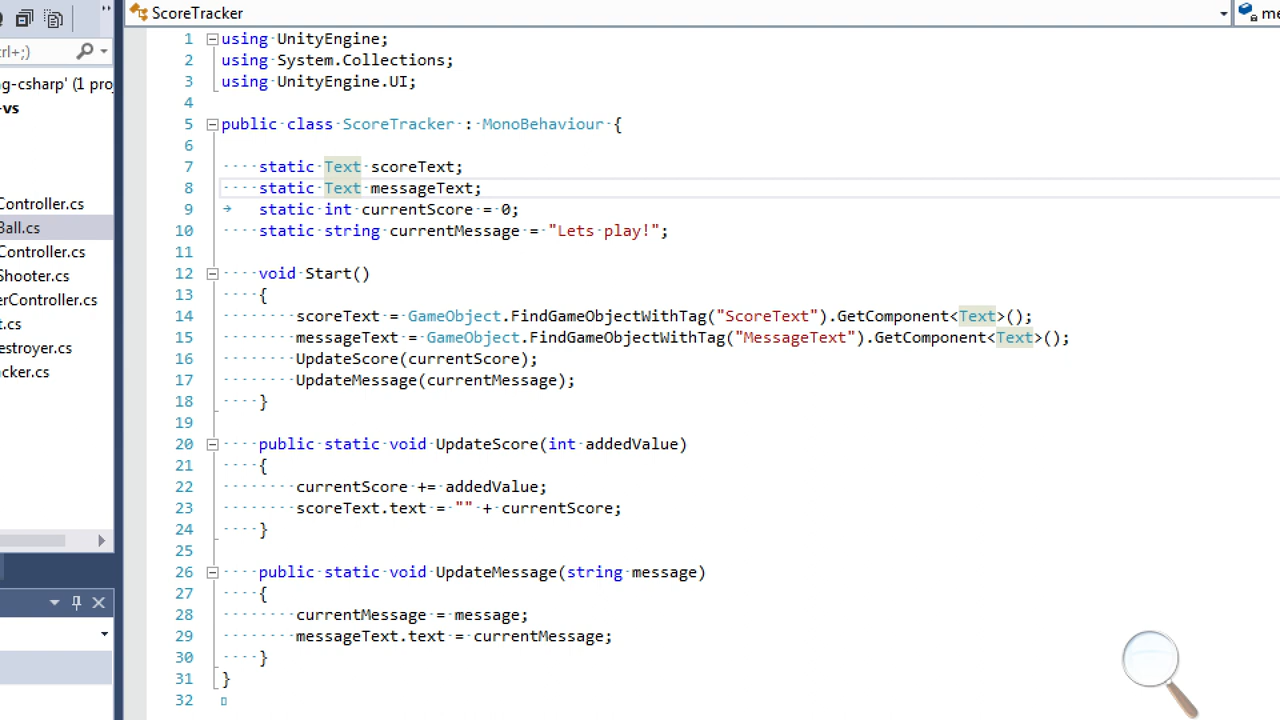 ScoreTracker
me
trl+;)
ng-csharp' (1 pro
-vs
Controller.cs
Ball.cs
Controller.cs
Shooter.cs
erController.cs
t.cs
estroyer.cs
cker.cs
1 using UnityEngine;
2 using System.Collections;
3 using UnityEngine.UI;
4
5 public class ScoreTracker : MonoBehaviour {
6
7 static Text scoreText;
8 static Text messageText;
9 static int currentScore = 0;
10 static string currentMessage = "Lets play!";
11
12 void Start()
13 {
14 scoreText = GameObject.FindGameObjectWithTag("ScoreText").GetComponent<Text>();
15 messageText = GameObject.FindGameObjectWithTag("MessageText").GetComponent<Text>();
16 UpdateScore(currentScore);
17 UpdateMessage(currentMessage);
18 }
19
20 public static void UpdateScore(int addedValue)
21 {
22 currentScore += addedValue;
23 scoreText.text = "" + currentScore;
24 }
25
26 public static void UpdateMessage(string message)
27 {
28 currentMessage = message;
29 messageText.text = currentMessage;
30 }
31 }
32